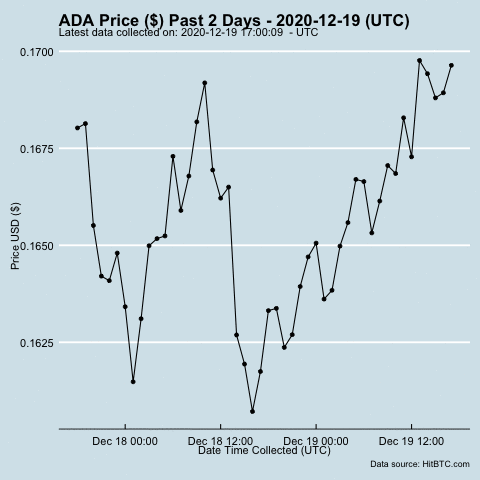 ADA Price ($) Past 2 Days - 2020-12-19 (UTC)
Latest data collected on: 2020-12-19 17:00:09  - UTC
0.1700
0.1675
0.1650
0.1625
Price USD ($)
Dec 18 00:00 Dec 18 12:00 Dec 19 00:00 Dec 19 12:00
Date Time Collected (UTC)
Data source: HitBTC.com